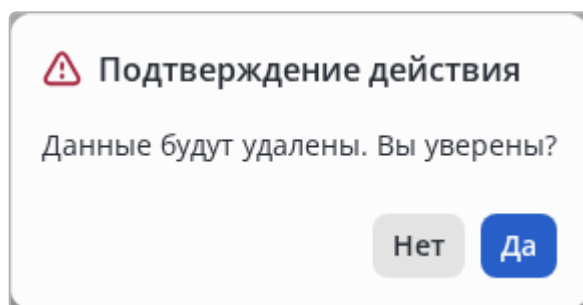 Подтверждение действия
Данные будут удалены. Вы уверены?
Нет Да